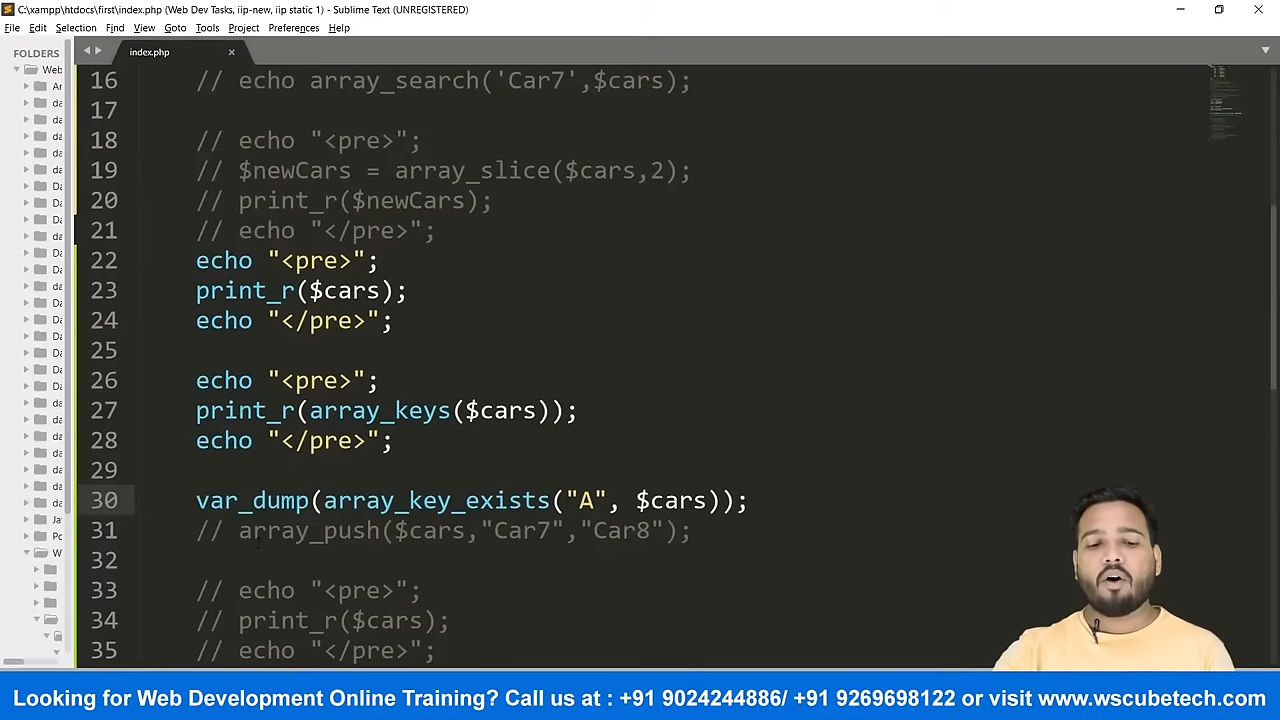 C:\xampp\htdocs\first\index.php (Web Dev Tasks, iip-new, iip static 1) - Sublime Text (UNREGISTERED)
File Edit Selection Find View Goto Tools Project Preferences Help
FOLDERS
index.php
Web
16 // echo array_search('Car7',$cars);
17
18 // echo "<pre>";
19 // $newCars = array_slice($cars,2);
20 // print_r($newCars);
21 // echo "</pre>";
22 echo "<pre>";
23 print_r($cars);
24 echo "</pre>";
25
26 echo "<pre>";
27 print_r(array_keys($cars));
28 echo "</pre>";
29
30 var_dump(array_key_exists("A", $cars));
31 // array_push($cars,"Car7","Car8");
32
33 // echo "<pre>";
34 // print_r($cars);
35 // echo "</pre>";
Looking for Web Development Online Training? Call us at : +91 9024244886/ +91 9269698122 or visit www.wscubetech.com